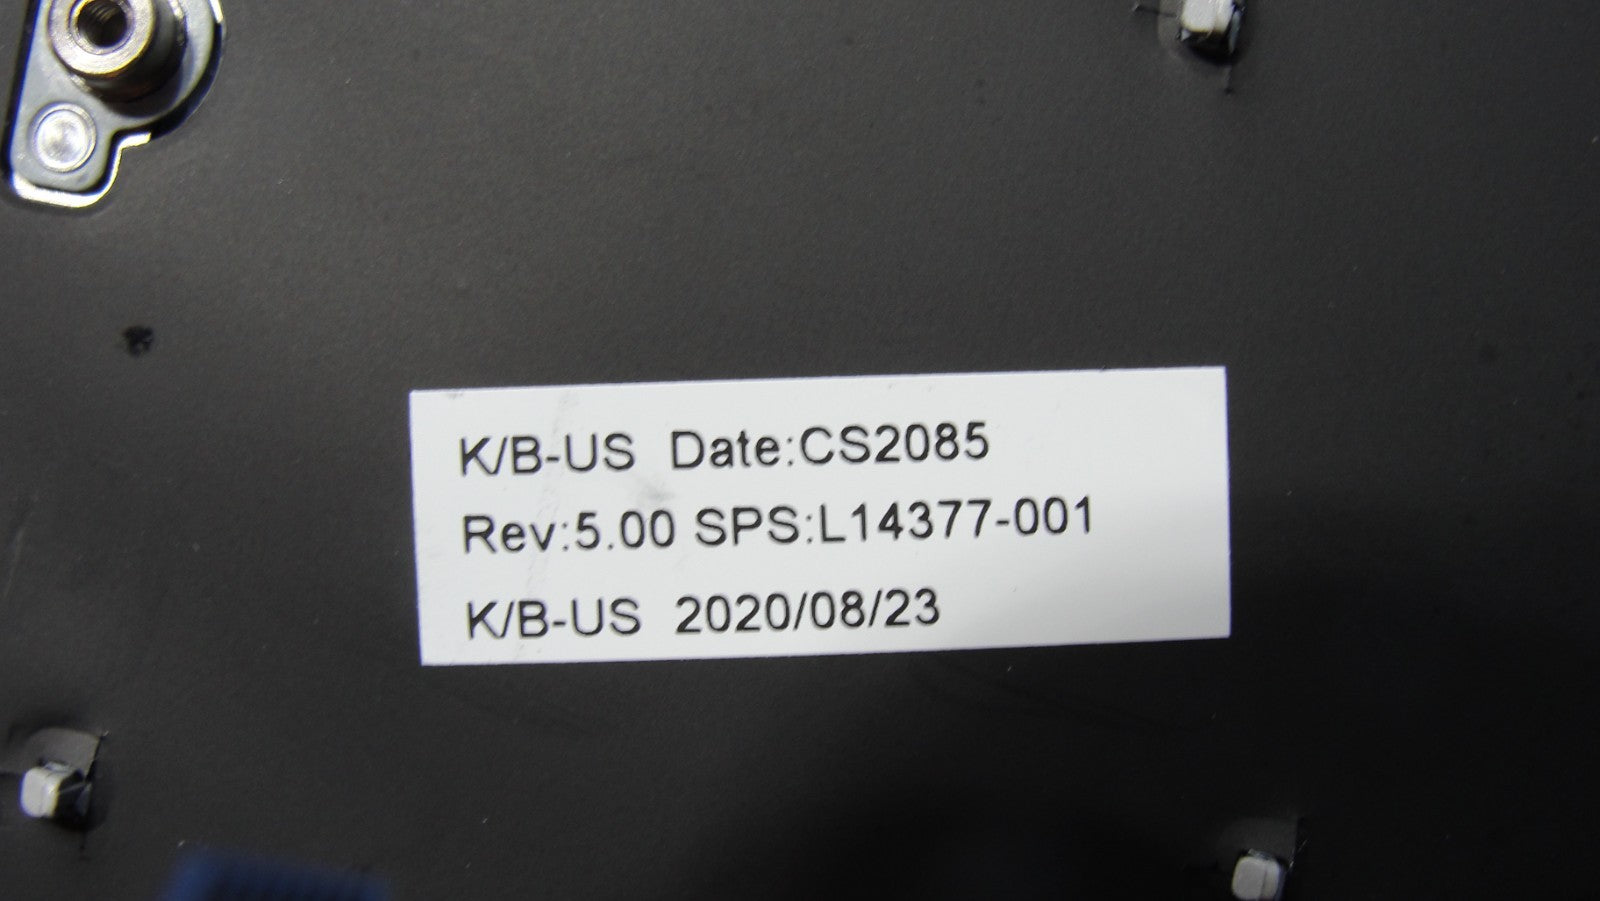 K/B-US Date:CS2085
Rev:5.00 SPS:L14377-001
K/B-US 2020/08/23